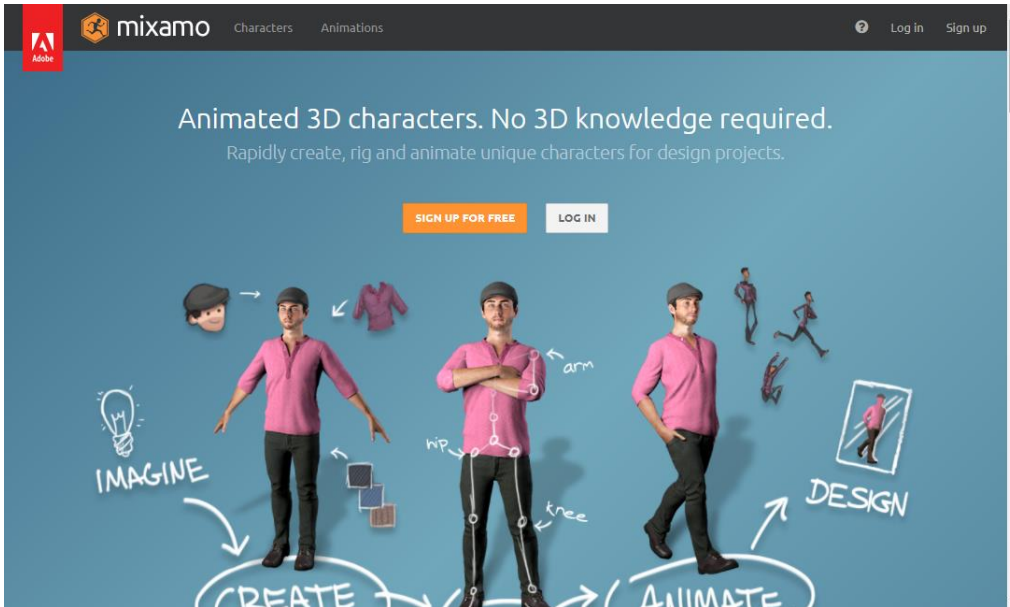 Adobe
mixamo
Characters
Animations
Log in
Sign up
Animated 3D characters. No 3D knowledge required.
Rapidly create, rig and animate unique characters for design projects.
SIGN UP FOR FREE
LOG IN
arm
hip
IMAGINE
knee
DESIGN
CREATE
ANIMATE